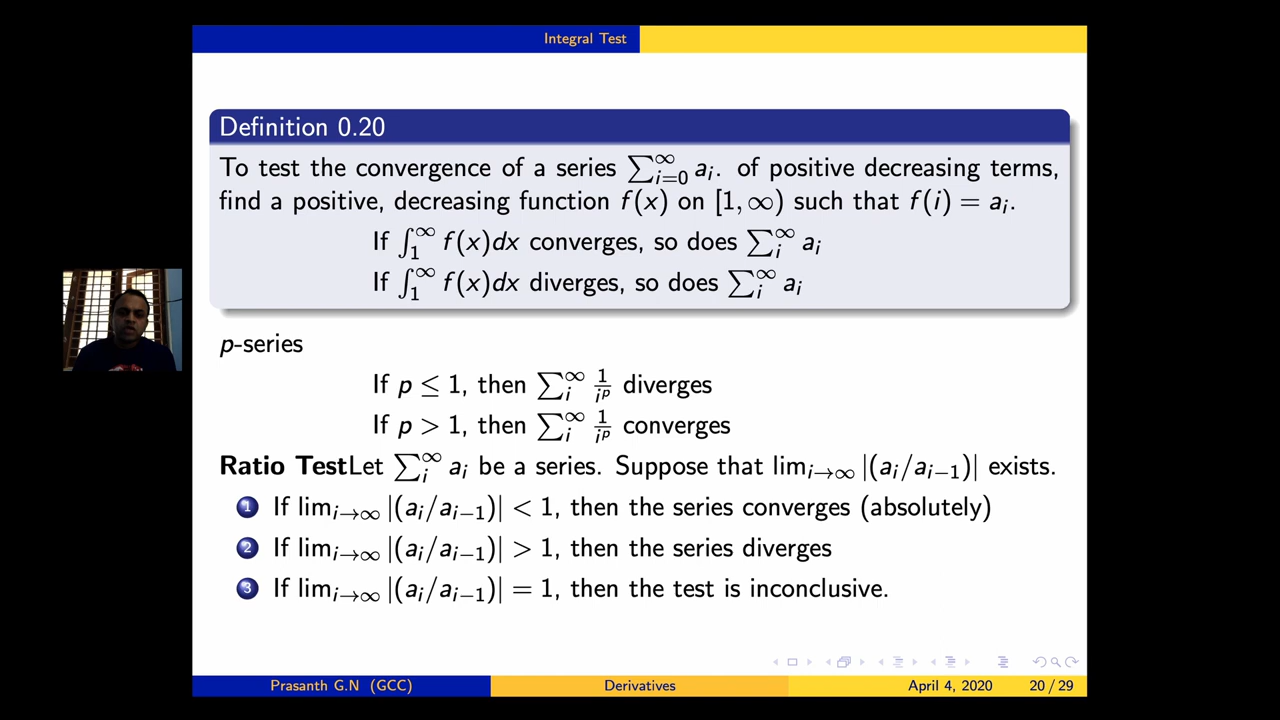 Integral Test
Definition 0.20
To test the convergence of a series ∑_{i=0}^{∞} a_i. of positive decreasing terms,
find a positive, decreasing function f(x) on [1, ∞) such that f(i) = a_i.
If ∫_1^∞ f(x)dx converges, so does ∑_i^∞ a_i
If ∫_1^∞ f(x)dx diverges, so does ∑_i^∞ a_i
p-series
If p ≤ 1, then ∑_i^∞ 1/i^p diverges
If p > 1, then ∑_i^∞ 1/i^p converges
Ratio TestLet ∑_i^∞ a_i be a series. Suppose that lim_{i→∞} |(a_i/a_{i−1})| exists.
1 If lim_{i→∞} |(a_i/a_{i−1})| < 1, then the series converges (absolutely)
2 If lim_{i→∞} |(a_i/a_{i−1})| > 1, then the series diverges
3 If lim_{i→∞} |(a_i/a_{i−1})| = 1, then the test is inconclusive.
Prasanth G.N (GCC) Derivatives April 4, 2020 20 / 29